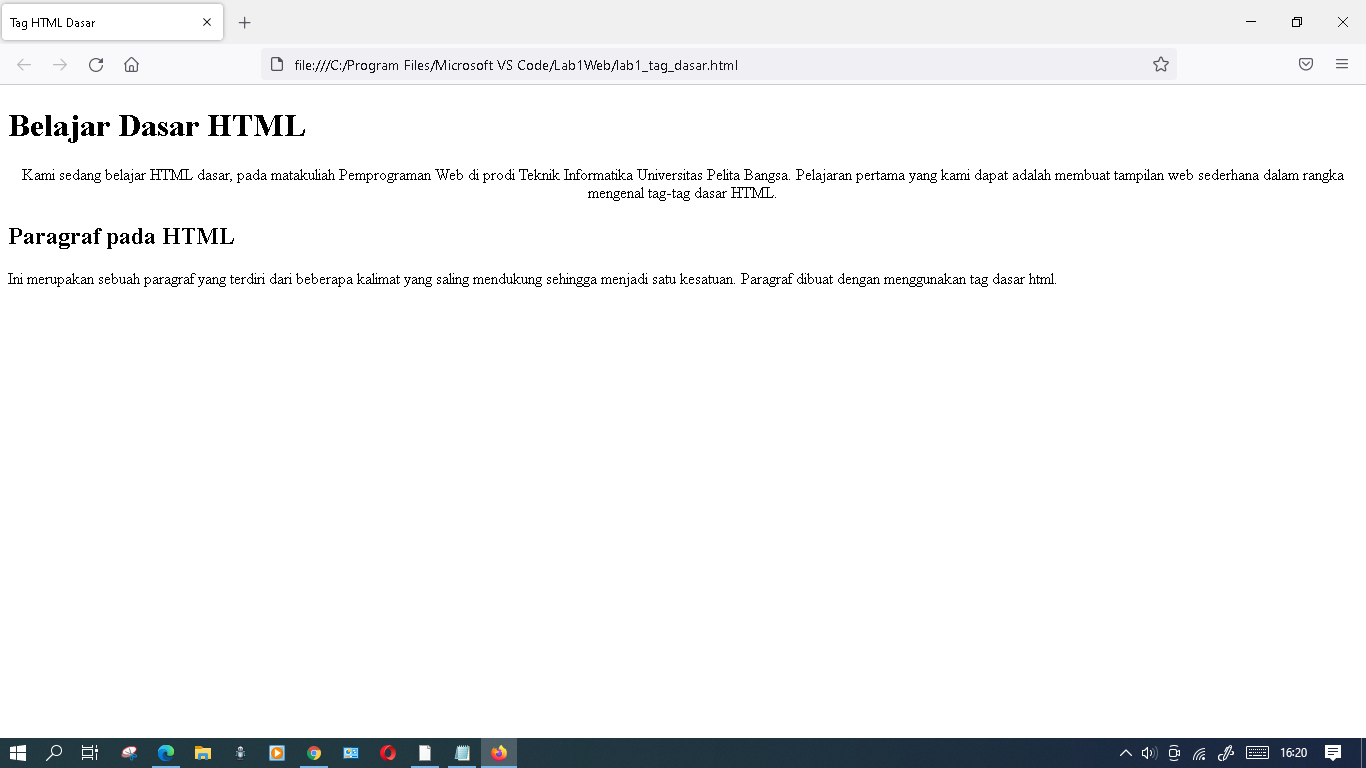 Tag HTML Dasar
file:///C:/Program Files/Microsoft VS Code/Lab1Web/lab1_tag_dasar.html
Belajar Dasar HTML
Kami sedang belajar HTML dasar, pada matakuliah Pemprograman Web di prodi Teknik Informatika Universitas Pelita Bangsa. Pelajaran pertama yang kami dapat adalah membuat tampilan web sederhana dalam rangka
mengenal tag-tag dasar HTML.
Paragraf pada HTML
Ini merupakan sebuah paragraf yang terdiri dari beberapa kalimat yang saling mendukung sehingga menjadi satu kesatuan. Paragraf dibuat dengan menggunakan tag dasar html.
16:20